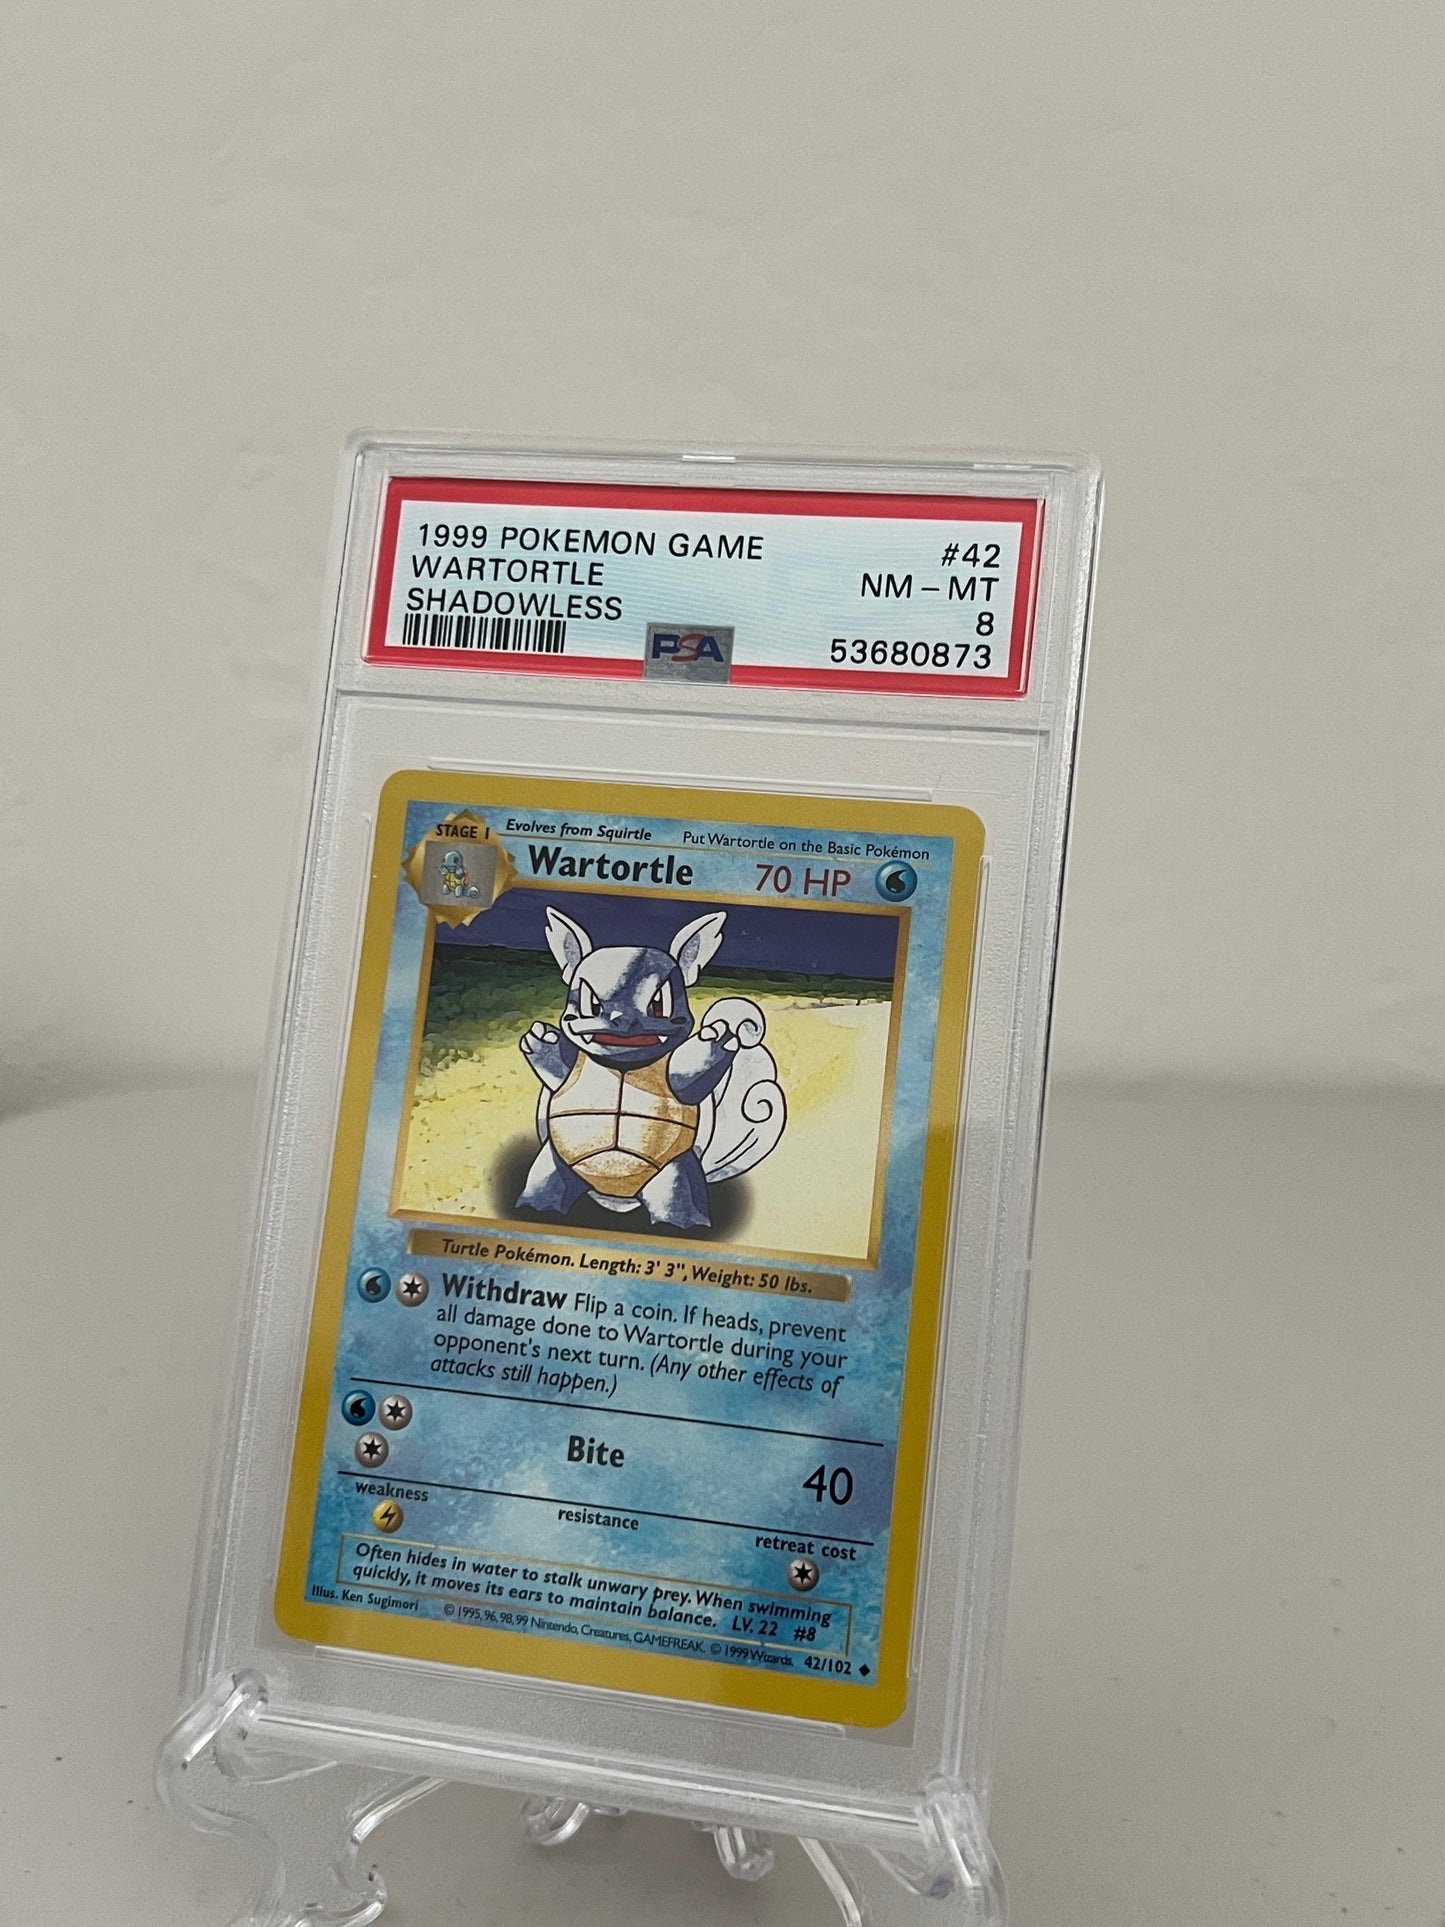 1999 POKEMON GAME #42
WARTORTLE NM - MT
SHADOWLESS 8
PSA 53680873
STAGE 1 Evolves from Squirtle Put Wartortle on the Basic Pokémon
Wartortle 70 HP
Turtle Pokémon. Length: 3' 3", Weight: 50 lbs.
Withdraw Flip a coin. If heads, prevent
all damage done to Wartortle during your
opponent's next turn. (Any other effects of
attacks still happen.)
Bite 40
weakness resistance retreat cost
Often hides in water to stalk unwary prey. When swimming
quickly, it moves its ears to maintain balance. LV. 22 #8
Illus. Ken Sugimori © 1995, 96, 98, 99 Nintendo, Creatures, GAMEFREAK. © 1999 Wizards. 42/102